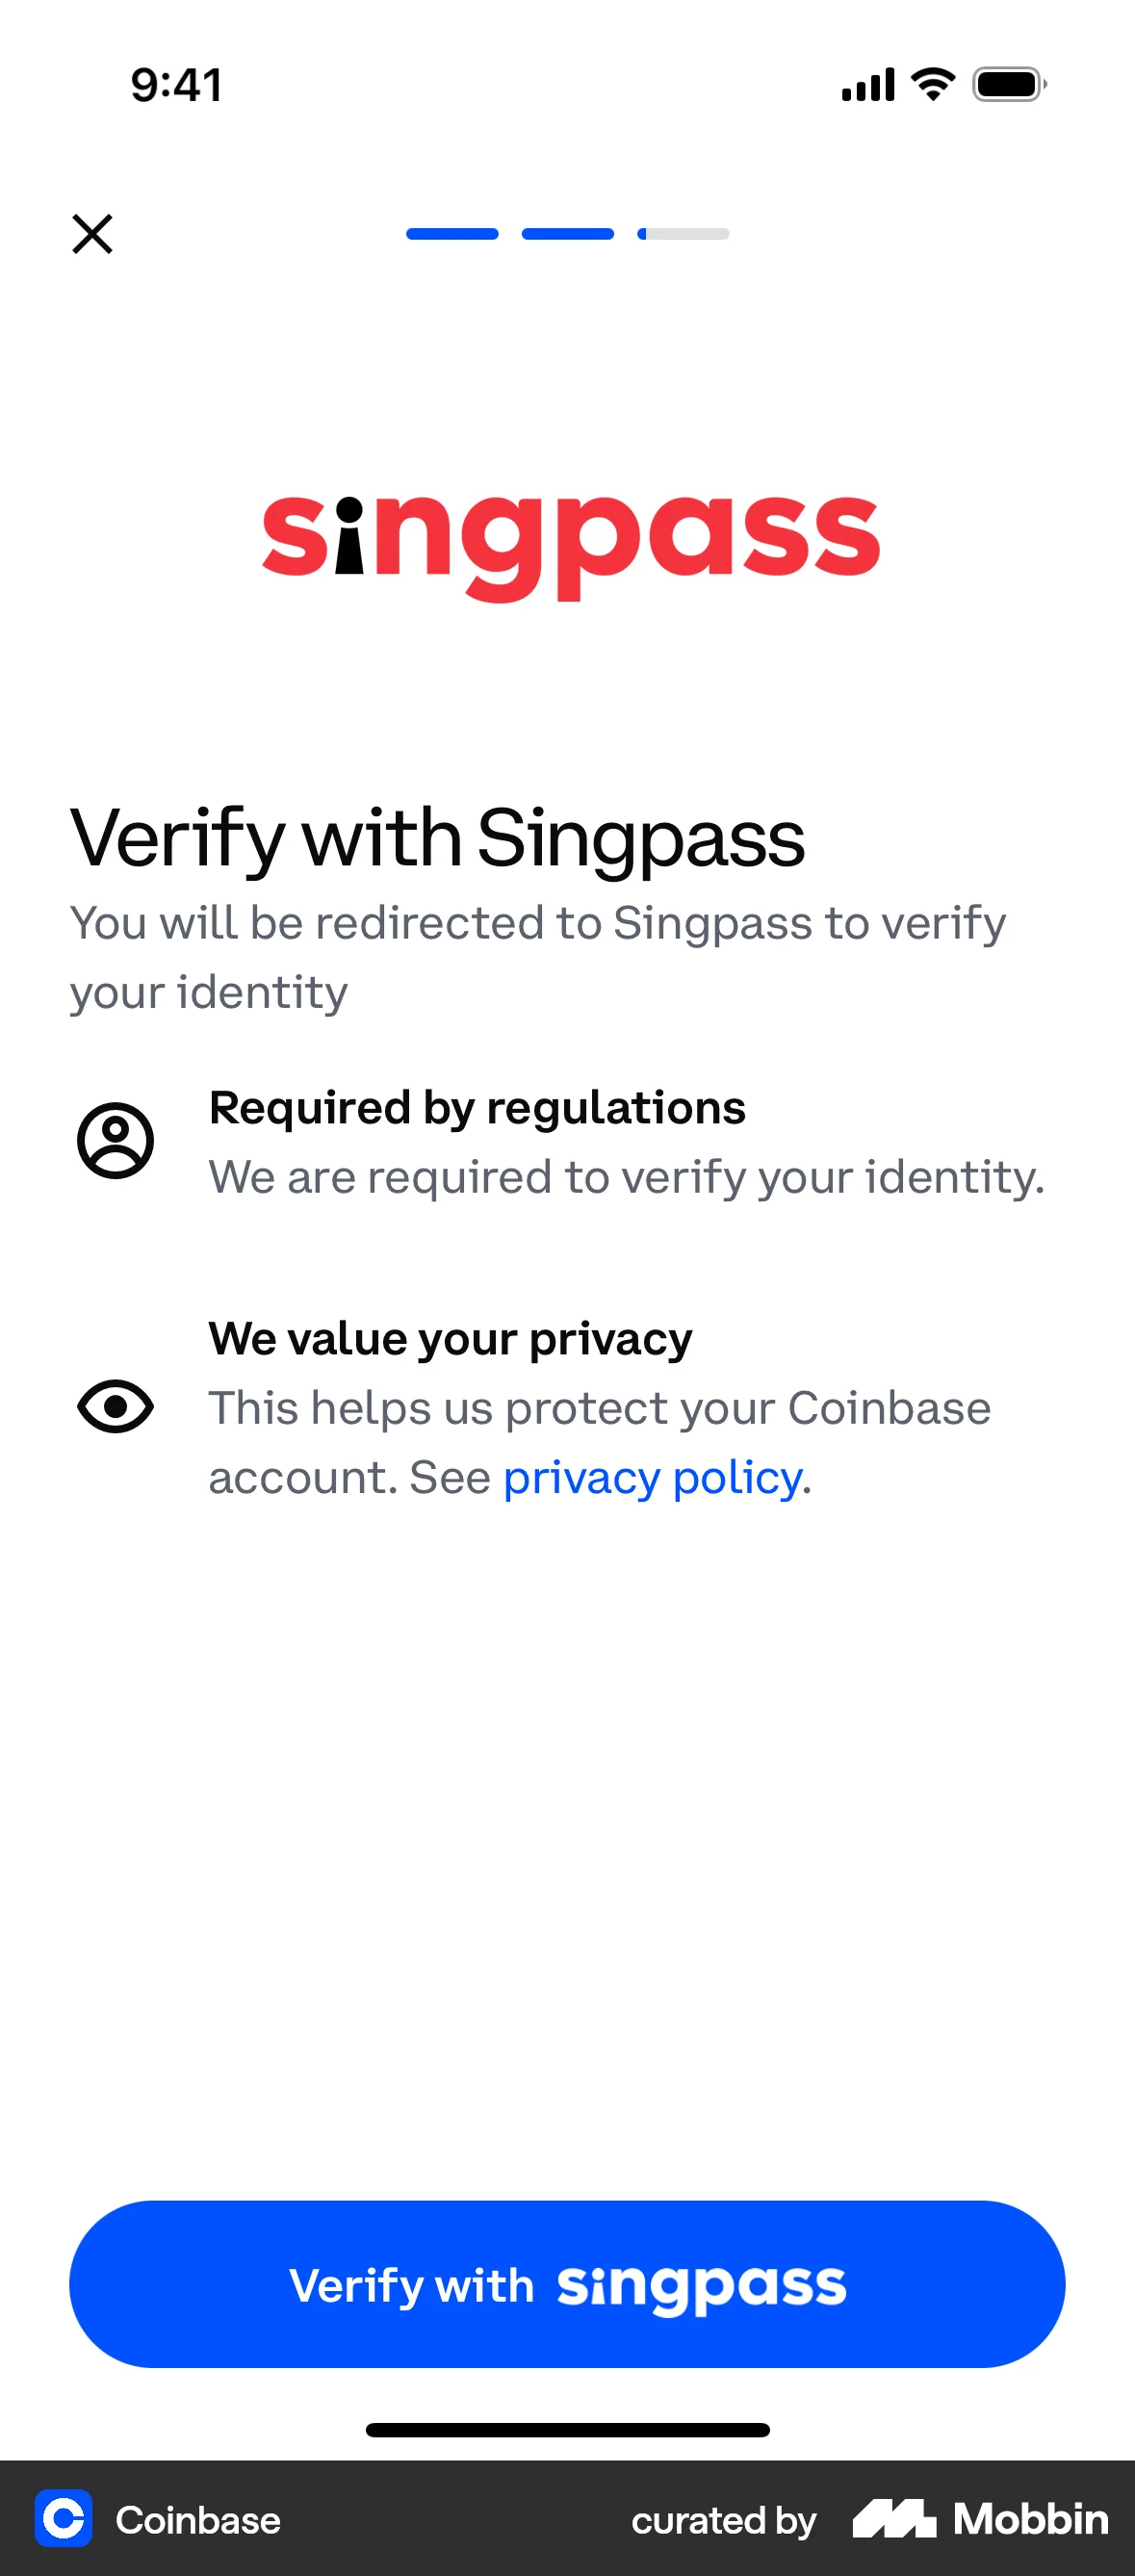 9:41
singpass
Verify with Singpass
You will be redirected to Singpass to verify
your identity
Required by regulations
We are required to verify your identity.
We value your privacy
This helps us protect your Coinbase
account. See privacy policy.
Verify with singpass
Coinbase
curated by Mobbin